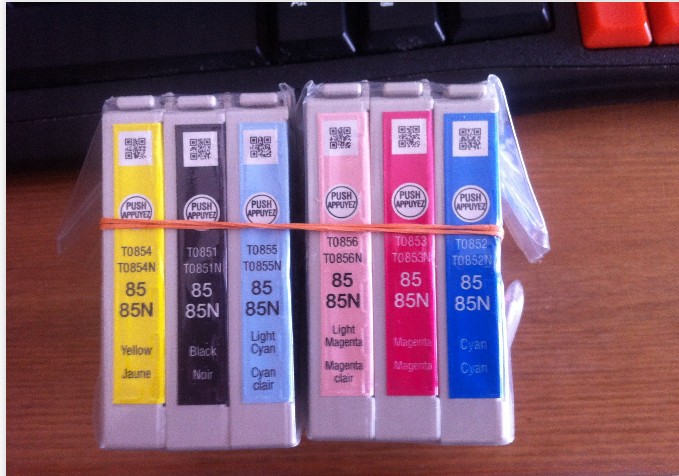 PUSH
APPUYEZ
T0854
T0854N
85
85N
Yellow
Jaune
PUSH
APPUYEZ
T0851
T0851N
85
85N
Black
Noir
PUSH
APPUYEZ
T0855
T0855N
85
85N
Light
Cyan
Cyan
clair
PUSH
APPUYEZ
T0856
T0856N
85
85N
Light
Magenta
Magenta
clair
PUSH
APPUYEZ
T0853
T0853N
85
85N
Magenta
Magenta
PUSH
APPUYEZ
T0852
T0852N
85
85N
Cyan
Cyan